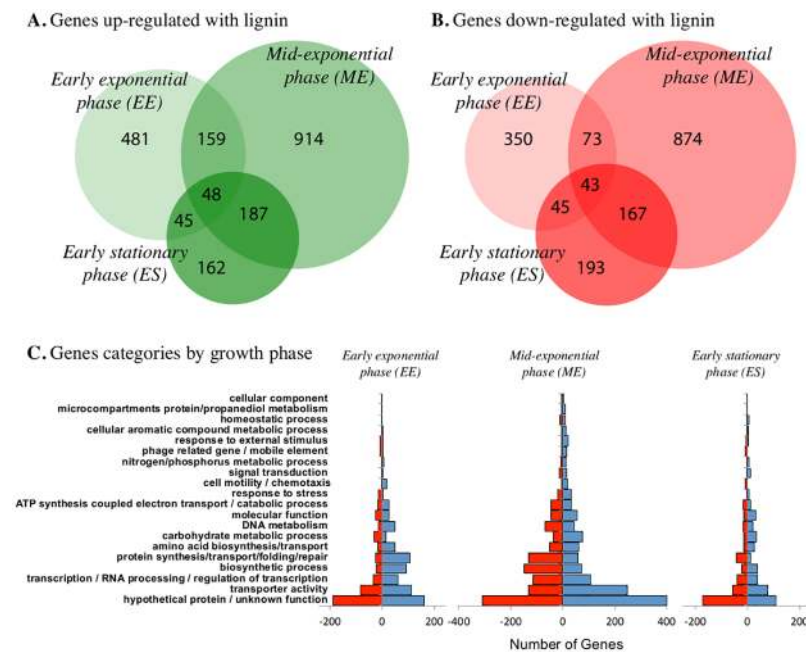 A. Genes up-regulated with lignin
Mid-exponential
phase (ME)
Early exponential
phase (EE)
481
159
914
48
45
187
Early stationary
phase (ES)
162
B. Genes down-regulated with lignin
Mid-exponential
phase (ME)
Early exponential
phase (EE)
350
73
874
43
45
167
Early stationary
phase (ES)
193
C. Genes categories by growth phase
Early exponential
phase (EE)
Mid-exponential
phase (ME)
Early stationary
phase (ES)
cellular component
microcompartments protein/propanediol metabolism
homeostatic process
cellular aromatic compound metabolic process
response to external stimulus
phage related gene / mobile element
nitrogen/phosphorus metabolic process
signal transduction
cell motility / chemotaxis
response to stress
ATP synthesis coupled electron transport / catabolic process
molecular function
DNA metabolism
carbohydrate metabolic process
amino acid biosynthesis/transport
protein synthesis/transport/folding/repair
biosynthetic process
transcription / RNA processing / regulation of transcription
transporter activity
hypothetical protein / unknown function
-200 0 200
-400 -200 0 200 400
-200 0 200
Number of Genes